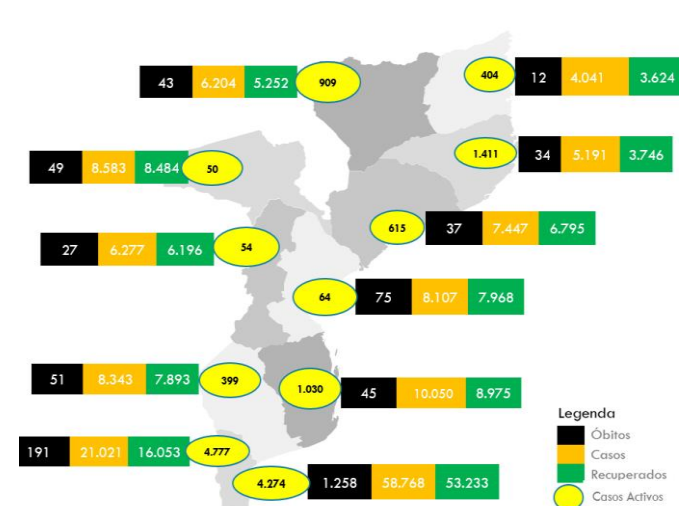 43 6.204 5.252 909
404 12 4.041 3.624
49 8.583 8.484 50
1.411 34 5.191 3.746
27 6.277 6.196 54
615 37 7.447 6.795
64 75 8.107 7.968
51 8.343 7.893 399
1.030 45 10.050 8.975
191 21.021 16.053 4.777
4.274 1.258 58.768 53.233
Legenda
Óbitos
Casos
Recuperados
Casos Activos